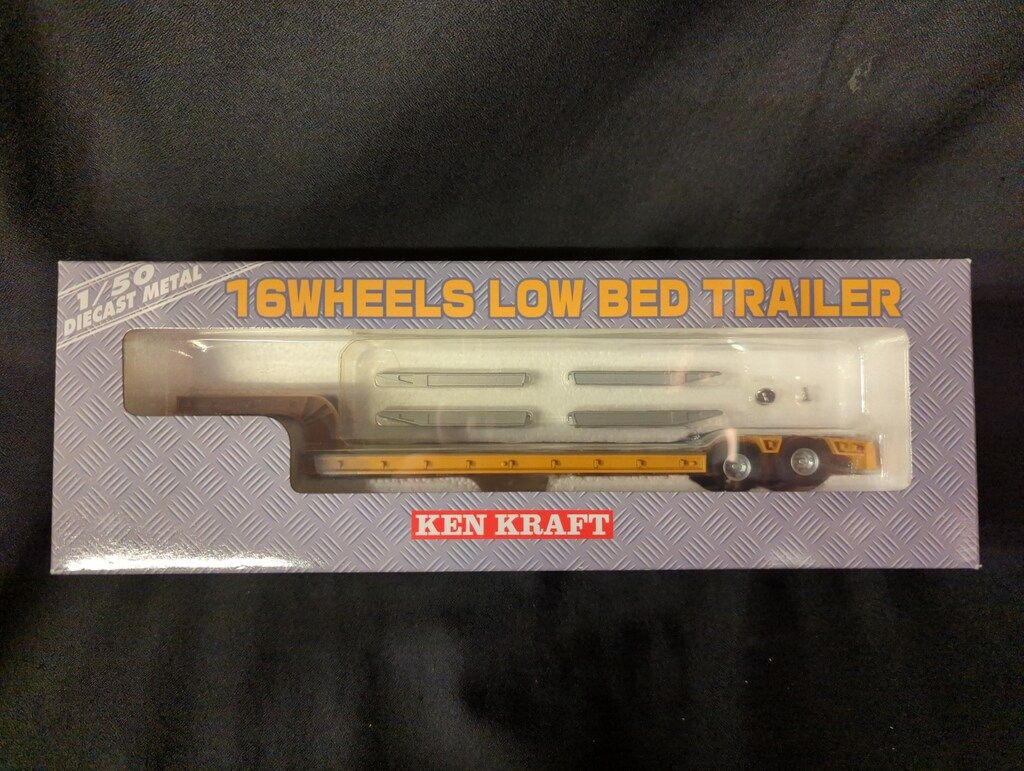 1/50
DIECAST METAL
16WHEELS LOW BED TRAILER
KEN KRAFT